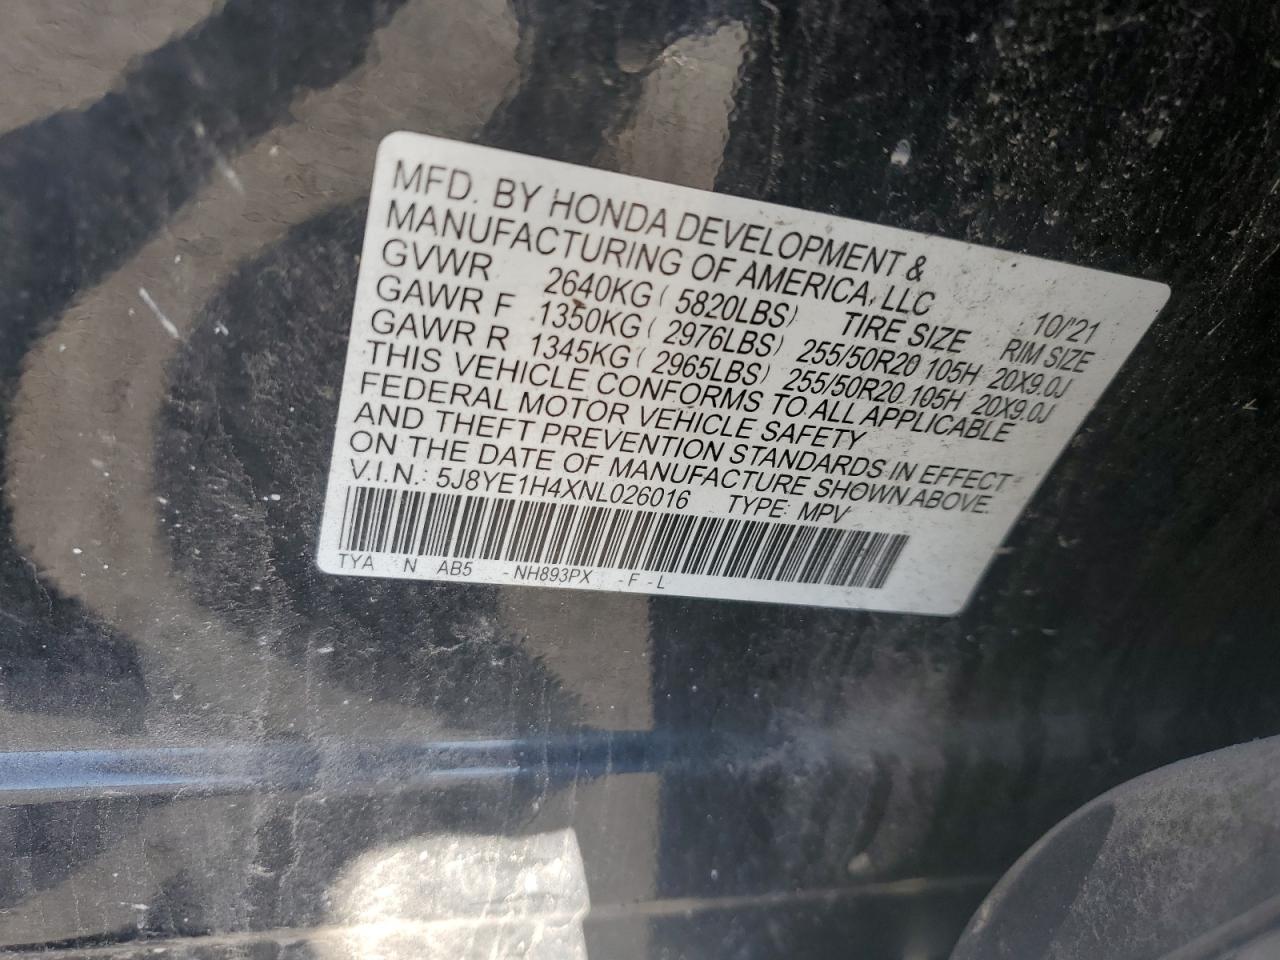 MFD. BY HONDA DEVELOPMENT &
MANUFACTURING OF AMERICA, LLC 10/'21
GVWR 2640KG ( 5820LBS) TIRE SIZE RIM SIZE
GAWR F 1350KG ( 2976LBS) 255/50R20 105H 20X9.0J
GAWR R 1345KG ( 2965LBS) 255/50R20 105H 20X9.0J
THIS VEHICLE CONFORMS TO ALL APPLICABLE
FEDERAL MOTOR VEHICLE SAFETY
AND THEFT PREVENTION STANDARDS IN EFFECT
ON THE DATE OF MANUFACTURE SHOWN ABOVE.
V.I.N.: 5J8YE1H4XNL026016 TYPE: MPV
TYA N AB5 -NH893PX -F -L